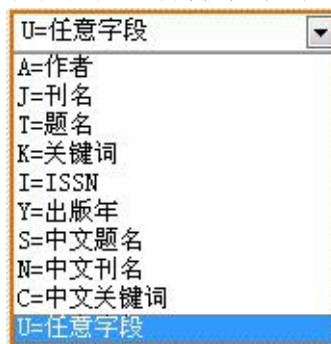 U=任意字段
A=作者
J=刊名
T=题名
K=关键词
I=ISSN
Y=出版年
S=中文题名
N=中文刊名
C=中文关键词
U=任意字段